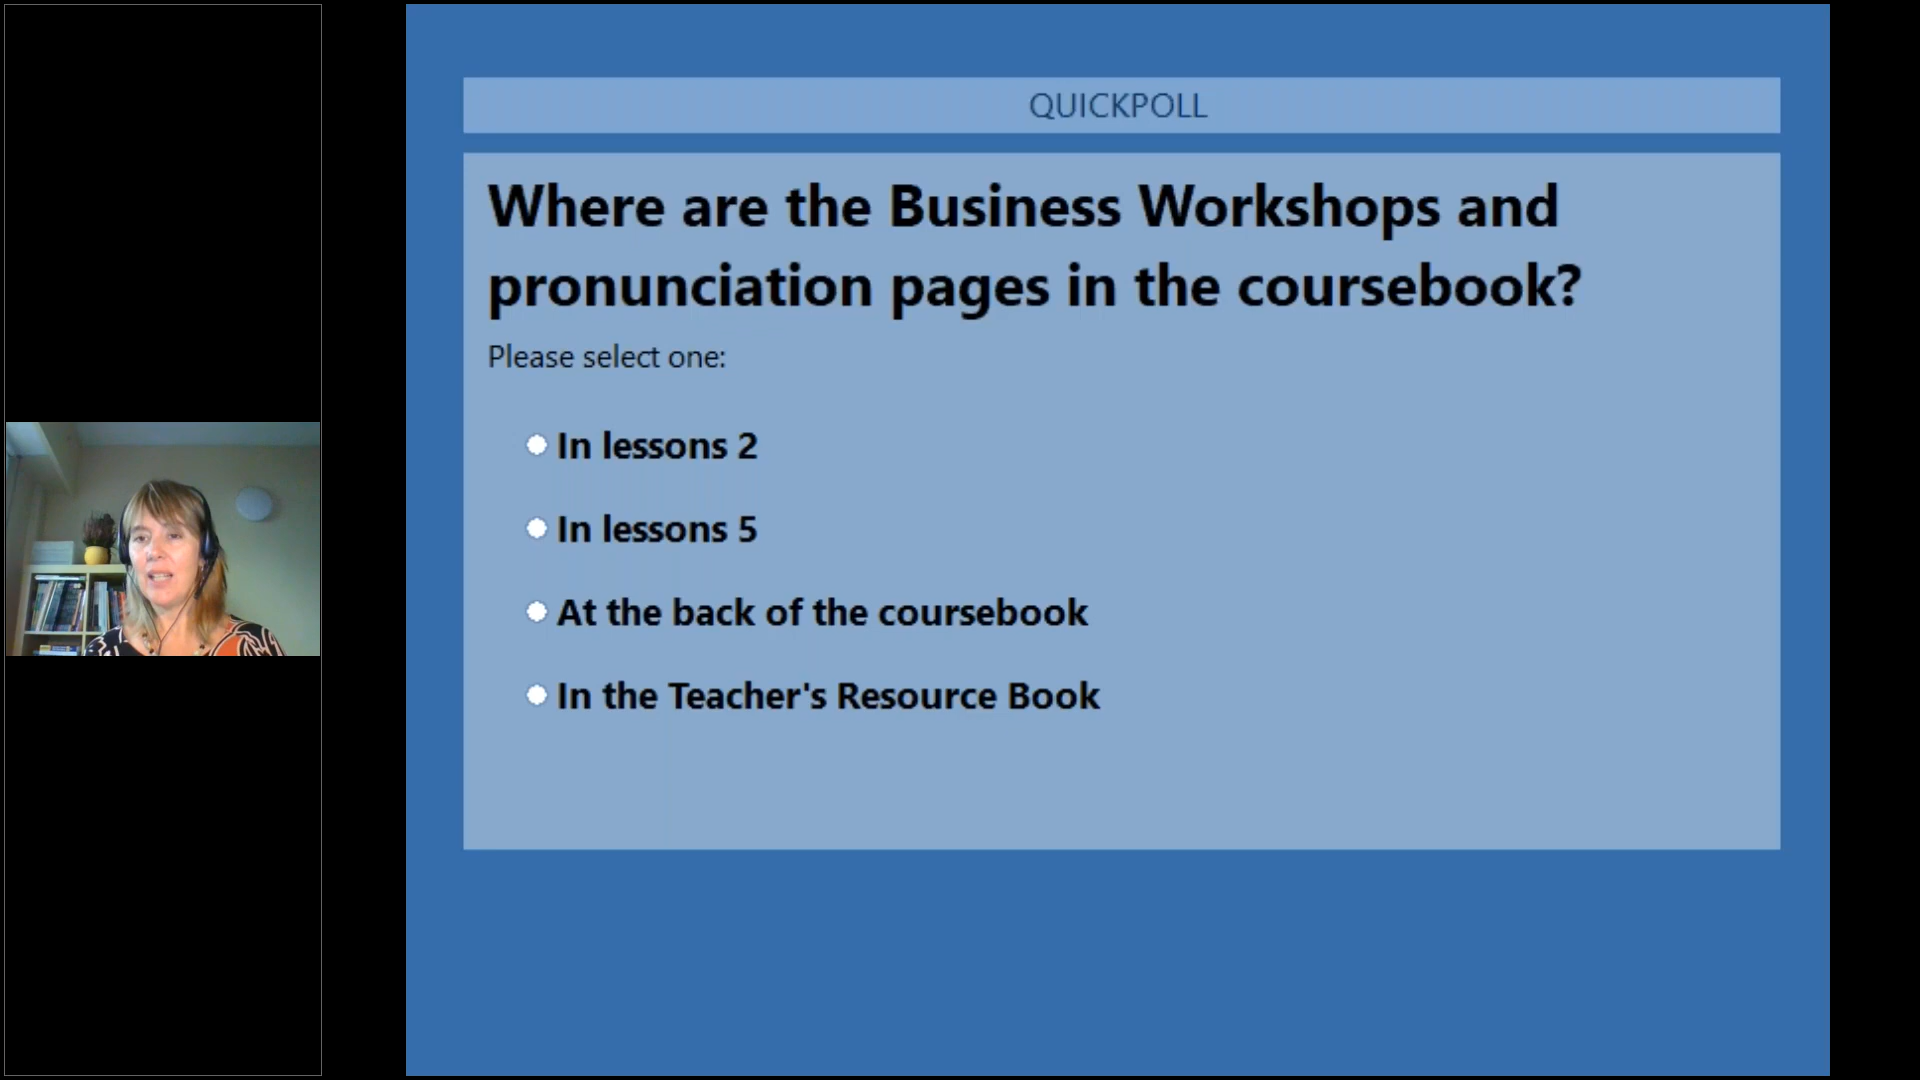 QUICKPOLL
Where are the Business Workshops and
pronunciation pages in the coursebook?
Please select one:
In lessons 2
In lessons 5
At the back of the coursebook
In the Teacher's Resource Book